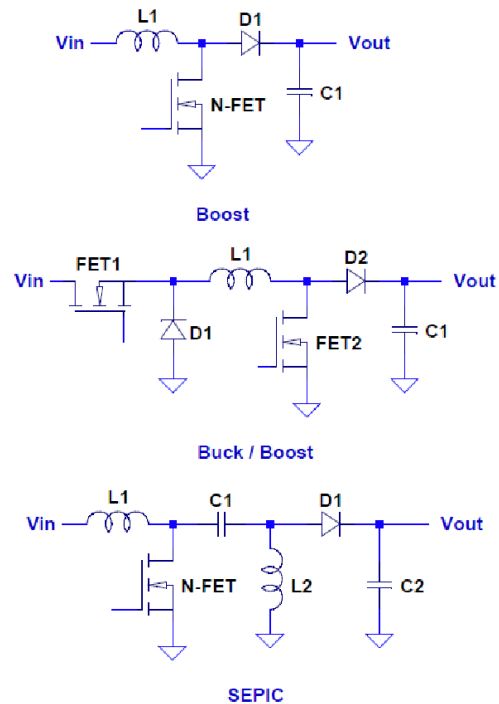 L1 D1
Vin Vout
N-FET C1
Boost
L1 D2
FET1
Vin Vout
D1 FET2 C1
Buck / Boost
L1 C1 D1
Vin Vout
N-FET L2 C2
SEPIC